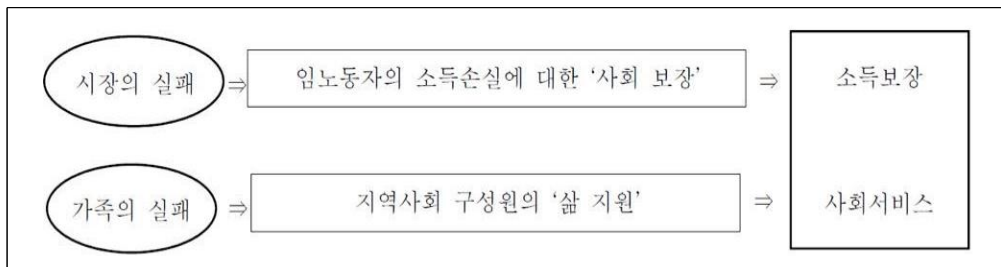 시장의 실패 ⇒ 임노동자의 소득손실에 대한 ‘사회 보장’ ⇒ 소득보장
가족의 실패 ⇒ 지역사회 구성원의 ‘삶 지원’ ⇒ 사회서비스